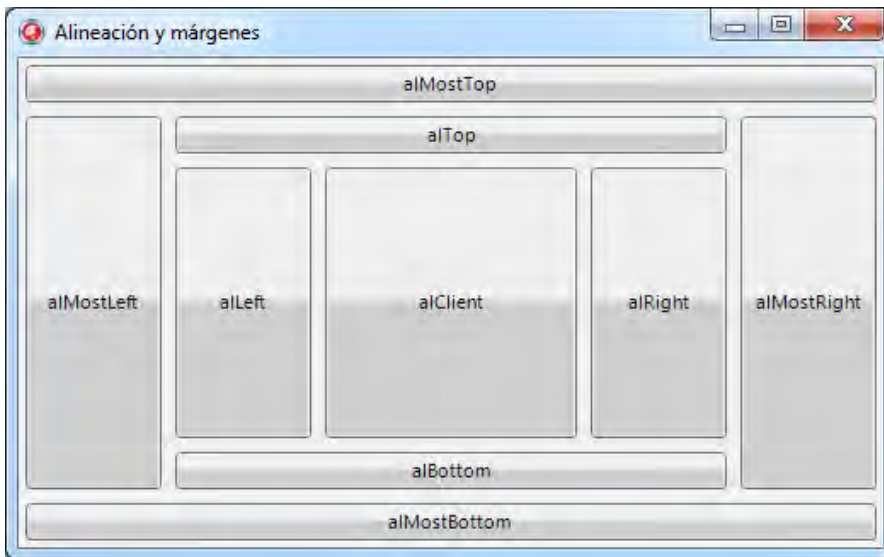 Alineación y márgenes
alMostTop
alTop
alMostLeft
alLeft
alClient
alRight
alMostRight
alBottom
alMostBottom